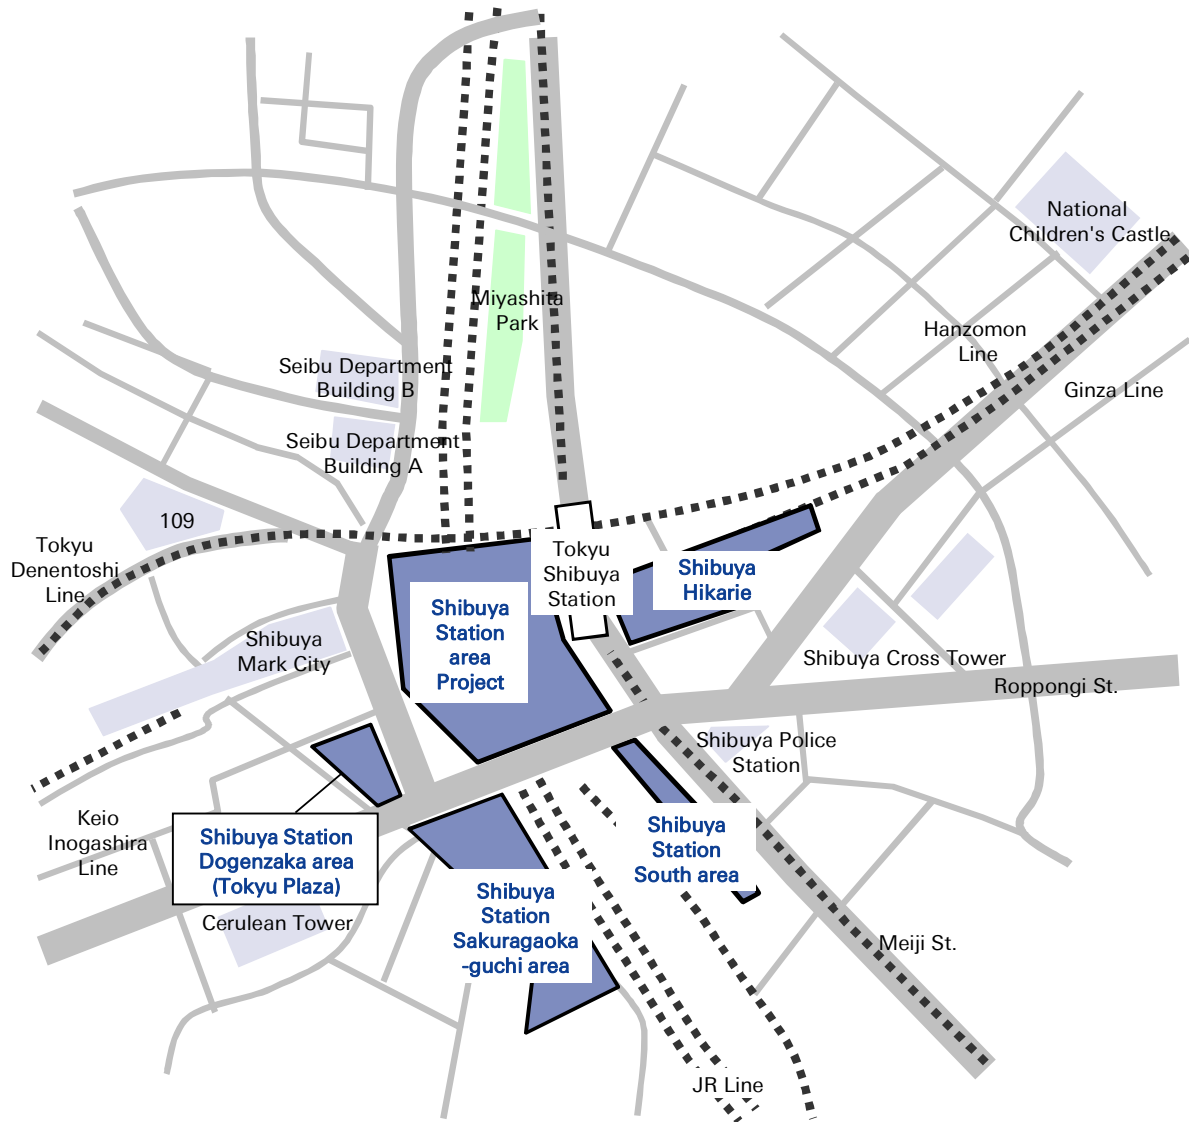 National
Children's Castle
Miyashita
Park
Hanzomon
Line
Seibu Department
Building B
Ginza Line
Seibu Department
Building A
109
Tokyu
Denentoshi
Line
Tokyu
Shibuya
Station
Shibuya
Hikarie
Shibuya
Station
area
Project
Shibuya
Mark City
Shibuya Cross Tower
Roppongi St.
Shibuya Police
Station
Keio
Inogashira
Line
Shibuya Station
Dogenzaka area
(Tokyu Plaza)
Shibuya
Station
South area
Cerulean Tower
Shibuya
Station
Sakuragaoka
-guchi area
Meiji St.
JR Line